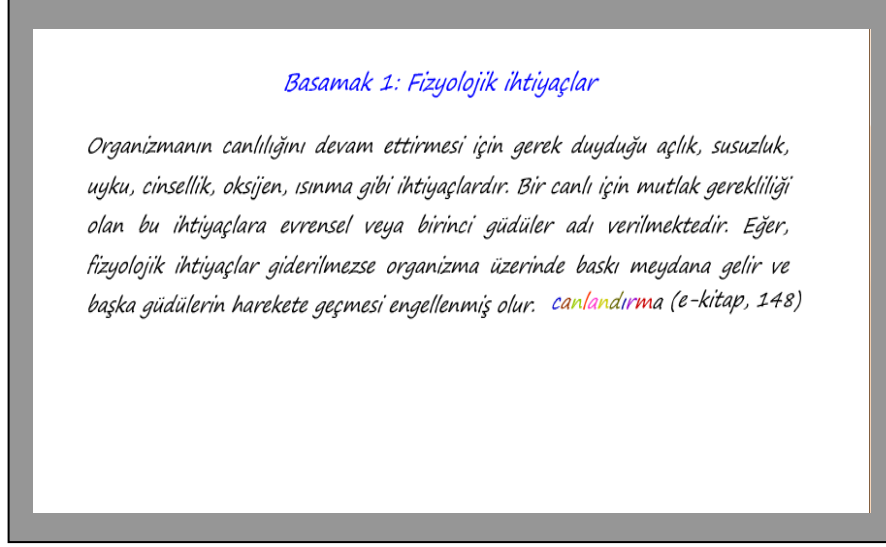 Basamak 1: Fizyolojik ihtiyaçlar
Organizmanın canlılığını devam ettirmesi için gerek duyduğu açlık, susuzluk,
uyku, cinsellik, oksijen, ısınma gibi ihtiyaçlardır. Bir canlı için mutlak gerekliliği
olan bu ihtiyaçlara evrensel veya birinci güdüler adı verilmektedir. Eğer,
fizyolojik ihtiyaçlar giderilmezse organizma üzerinde baskı meydana gelir ve
başka güdülerin harekete geçmesi engellenmiş olur. canlandırma (e-kitap, 148)